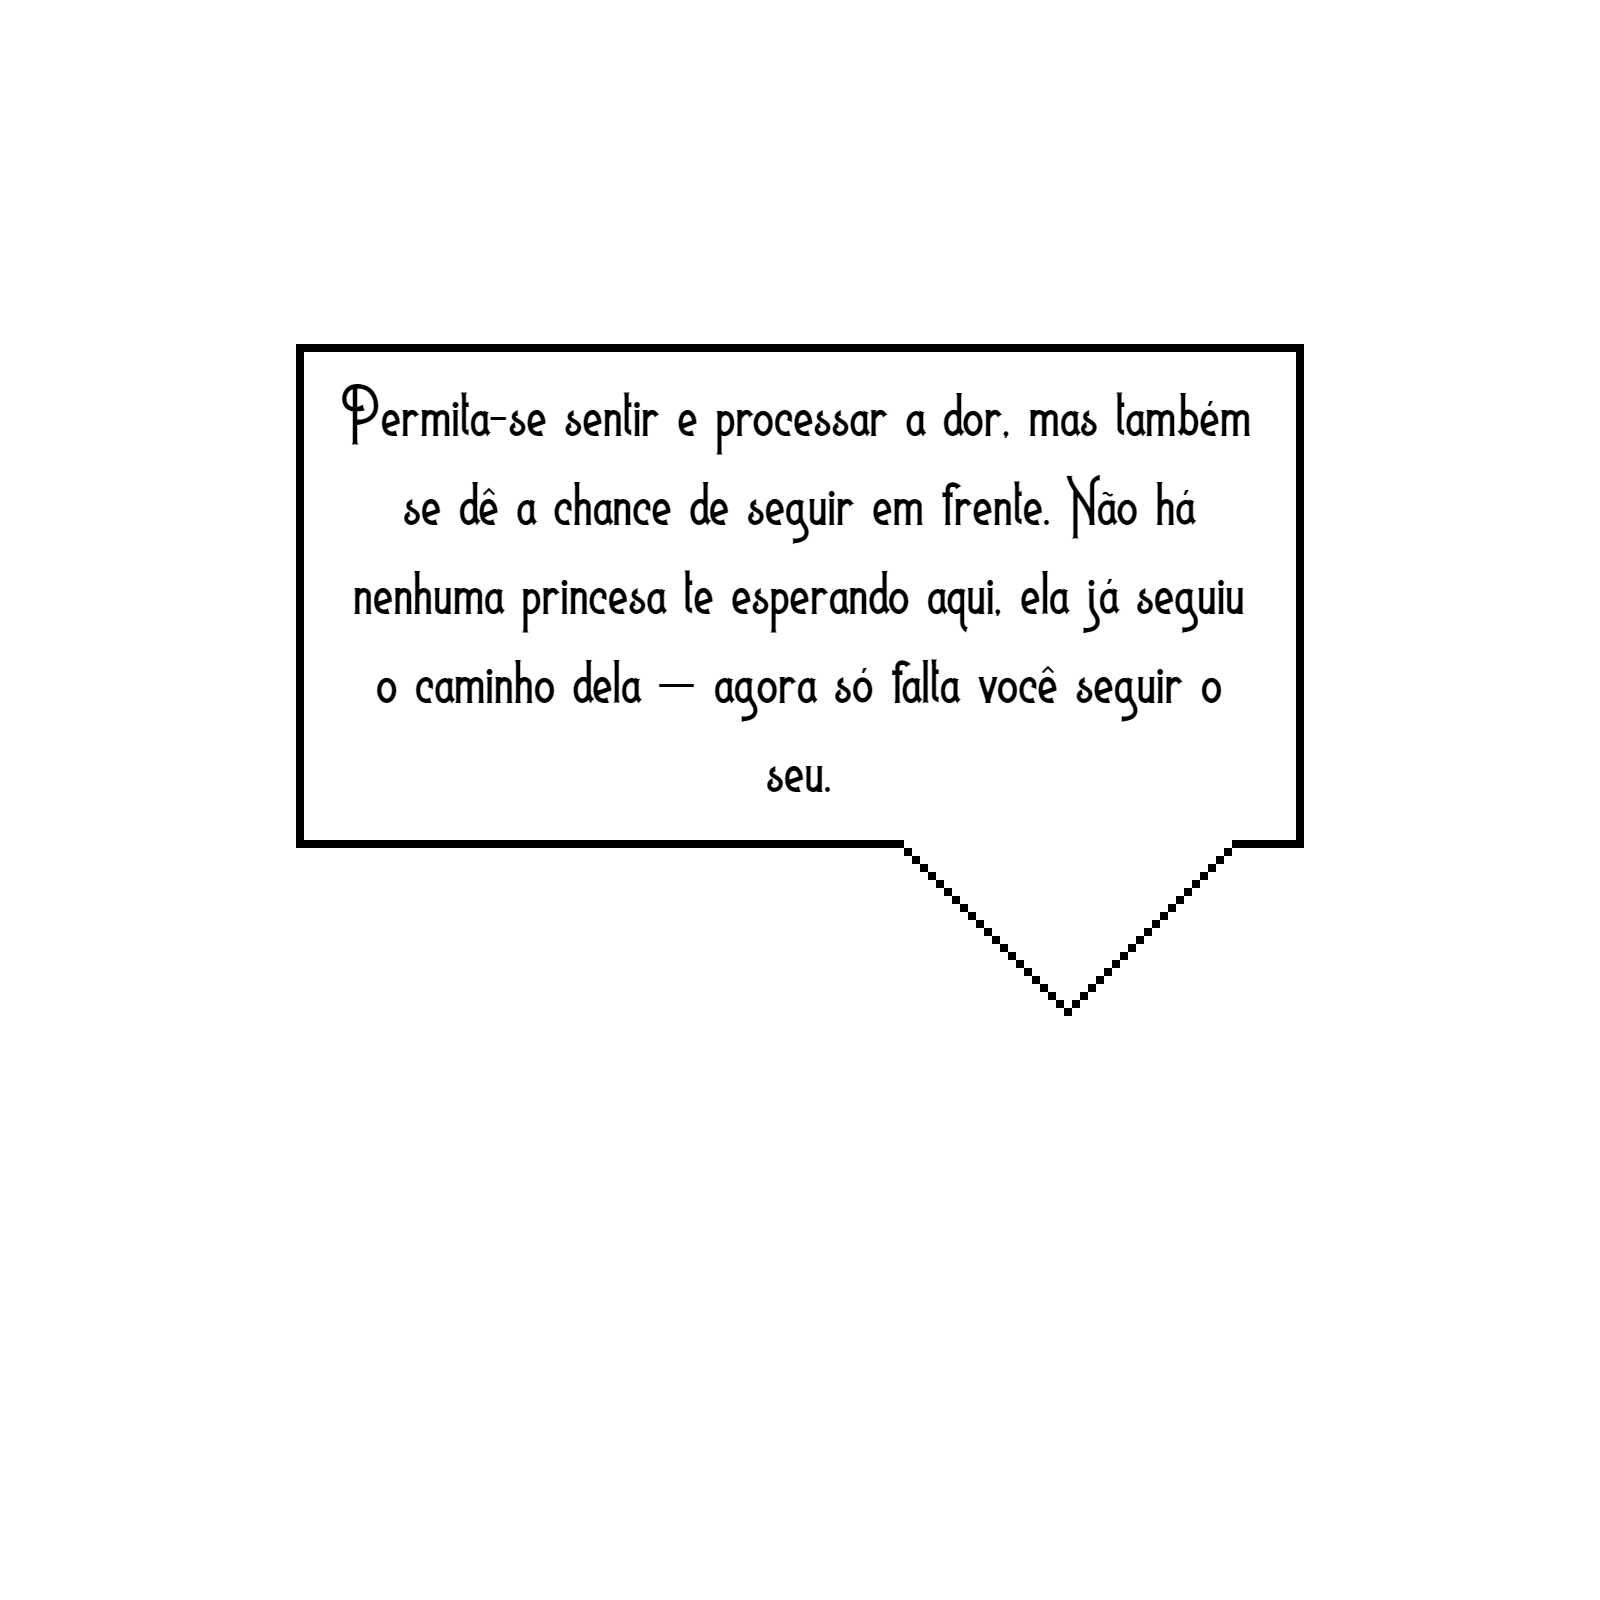 Permita-se sentir e processar a dor, mas também
se dê a chance de seguir em frente. Não há
nenhuma princesa te esperando aqui, ela já seguiu
o caminho dela — agora só falta você seguir o
seu.